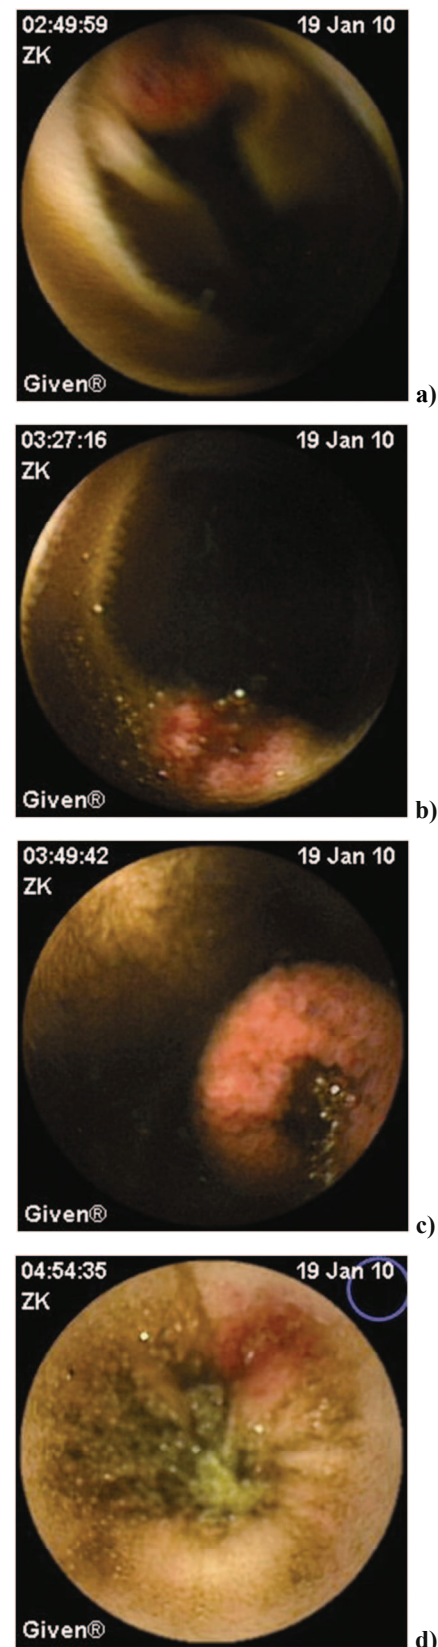 02:49:59 19 Jan 10
ZK
Given®
a)
03:27:16 19 Jan 10
ZK
Given®
b)
03:49:42 19 Jan 10
ZK
Given®
c)
04:54:35 19 Jan 10
ZK
Given®
d)